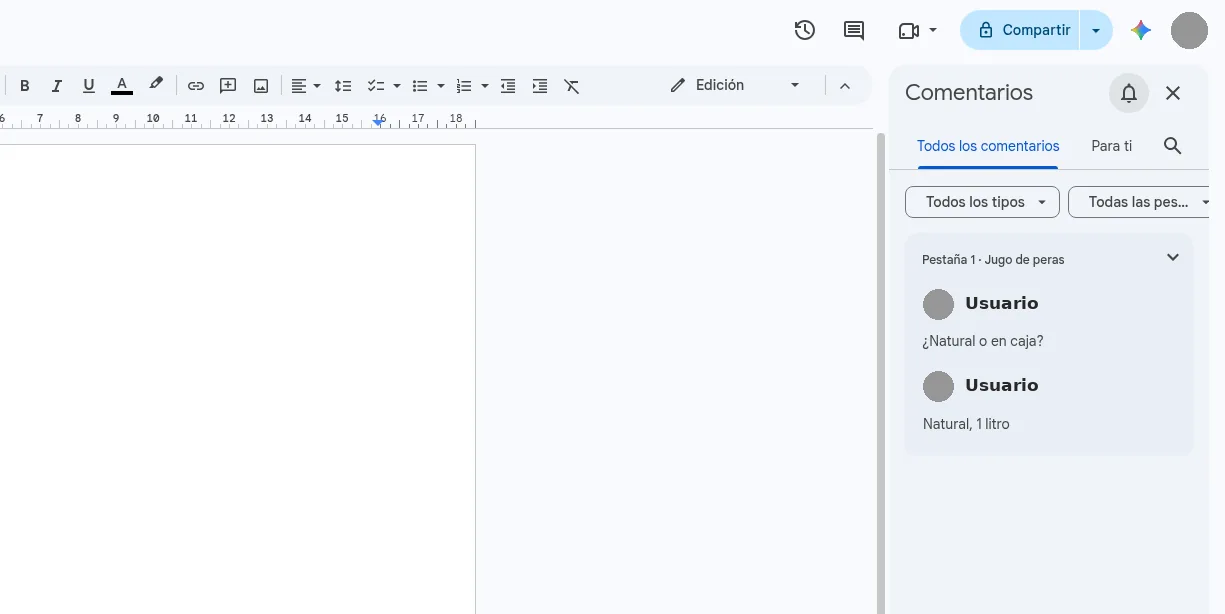 Compartir
B I U A
Edición
6 7 8 9 10 11 12 13 14 15 16 17 18
Comentarios
Todos los comentarios Para ti
Todos los tipos Todas las pes...
Pestaña 1 · Jugo de peras
Usuario
¿Natural o en caja?
Usuario
Natural, 1 litro